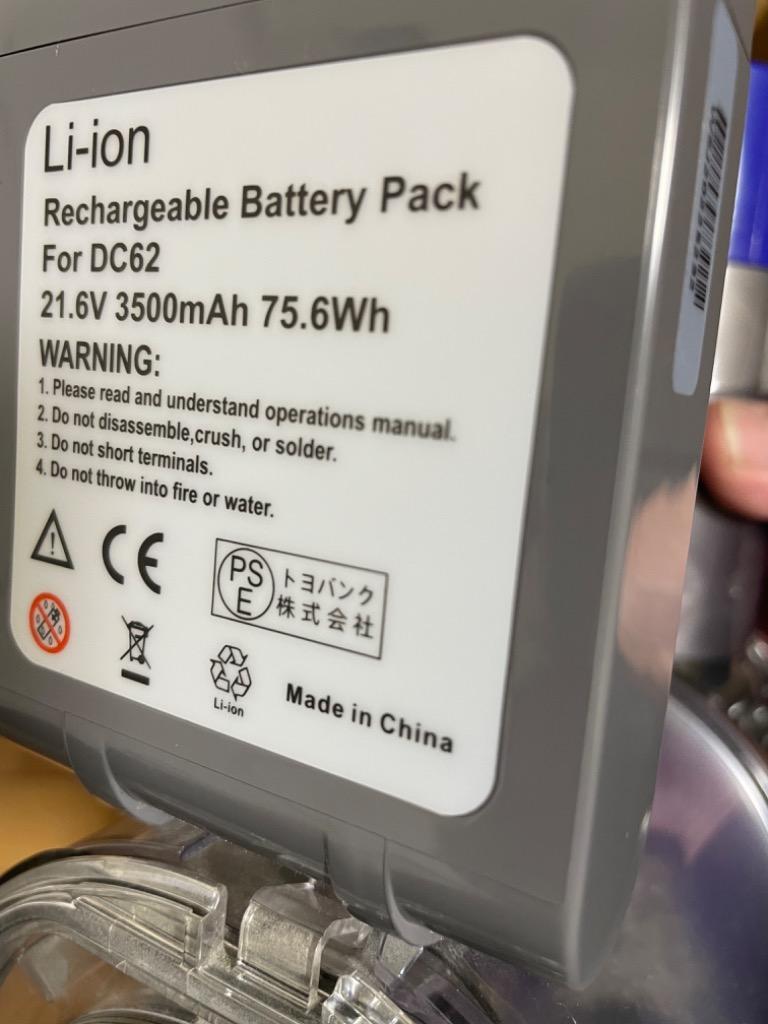 Li-ion
Rechargeable Battery Pack
For DC62
21.6V 3500mAh 75.6Wh
WARNING:
1. Please read and understand operations manual.
2. Do not disassemble,crush, or solder.
3. Do not short terminals.
4. Do not throw into fire or water.
CE
PS
E
トヨバンク
株式会社
Li-ion
Made in China